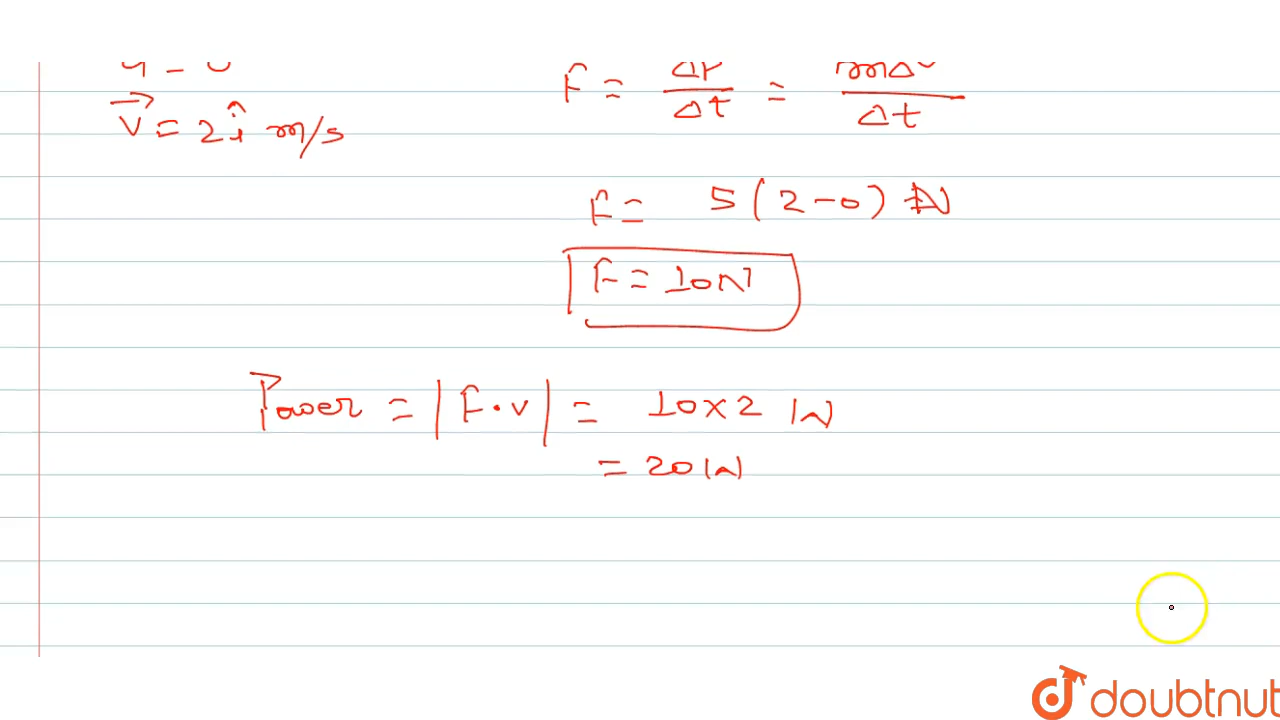 v⃗ = 2î m/s
F = Δp/Δt = mΔv/Δt
F = 5(2-0) N
F = 10N
Power = |F·v| = 10×2 W
= 20W
doubtnut